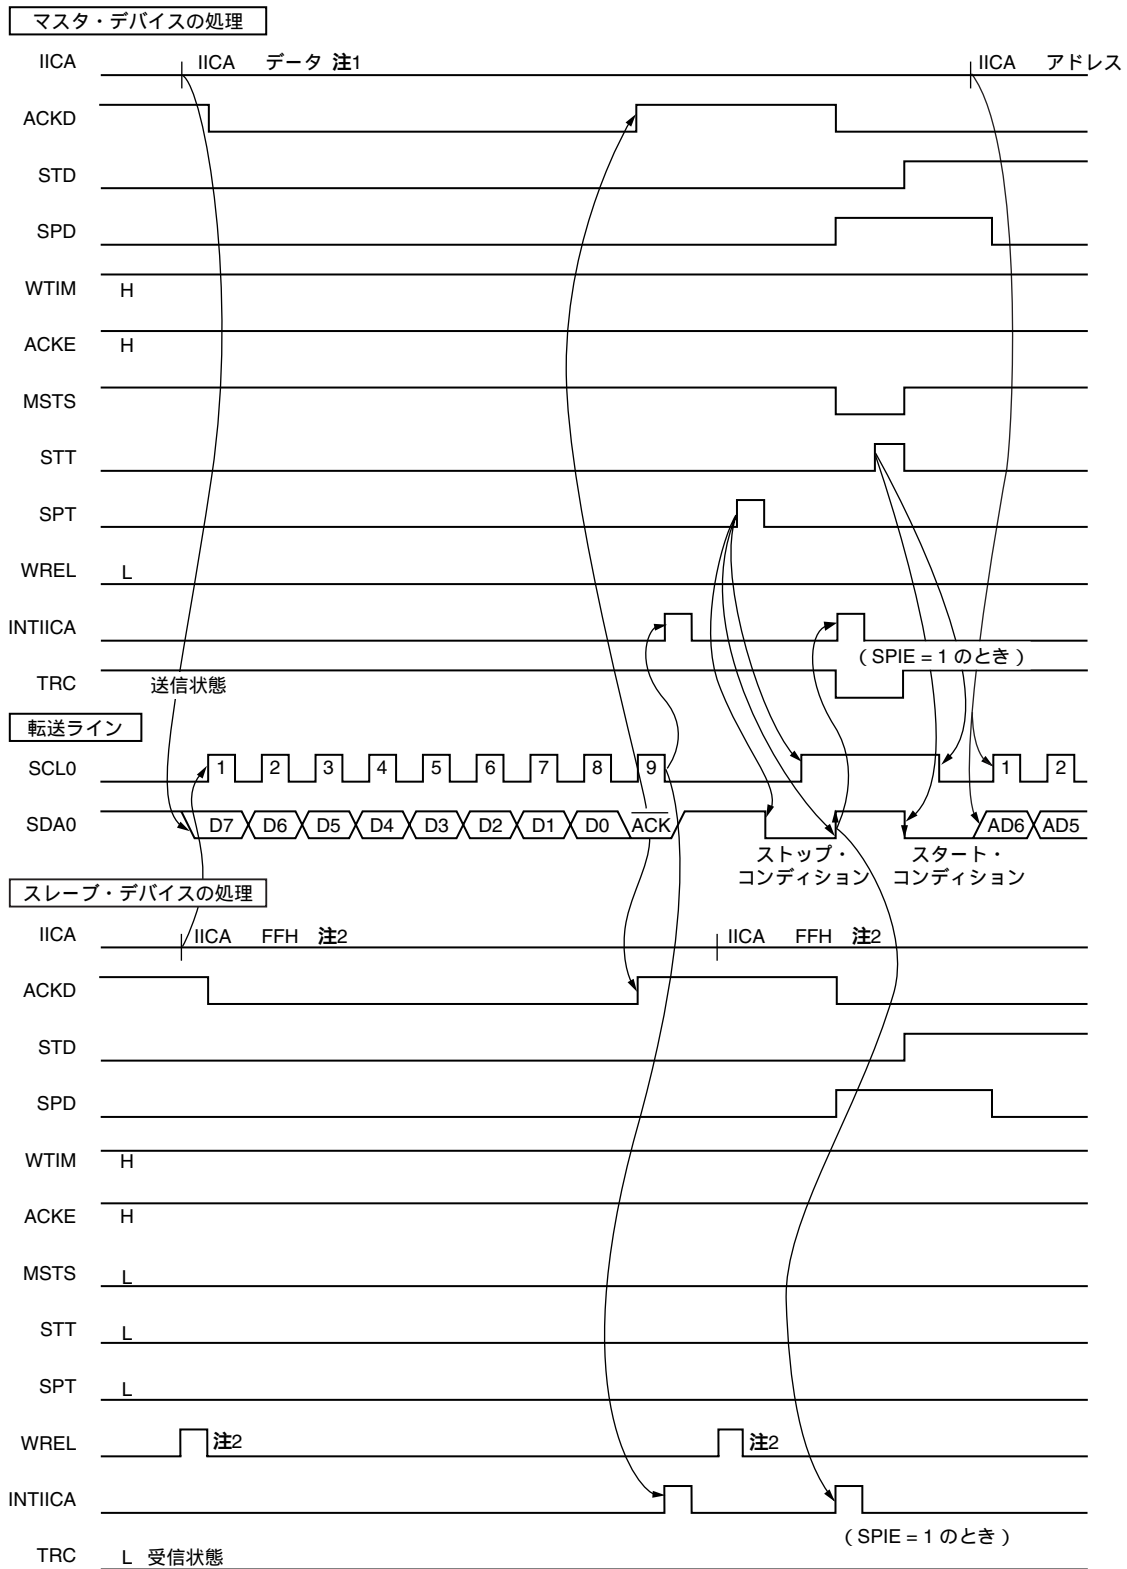 マスタ・デバイスの処理
IICA IICA データ 注1 IICA アドレス
ACKD
STD
SPD
WTIM H
ACKE H
MSTS
STT
SPT
WREL L
INTIICA
(SPIE = 1 のとき)
TRC 送信状態
転送ライン
SCL0 1 2 3 4 5 6 7 8 9 1 2
SDA0 D7 D6 D5 D4 D3 D2 D1 D0 ACK AD6 AD5
ストップ・ スタート・
コンディション コンディション
スレーブ・デバイスの処理
IICA IICA FFH 注2 IICA FFH 注2
ACKD
STD
SPD
WTIM H
ACKE H
MSTS L
STT L
SPT L
WREL 注2 注2
INTIICA
(SPIE = 1 のとき)
TRC L 受信状態